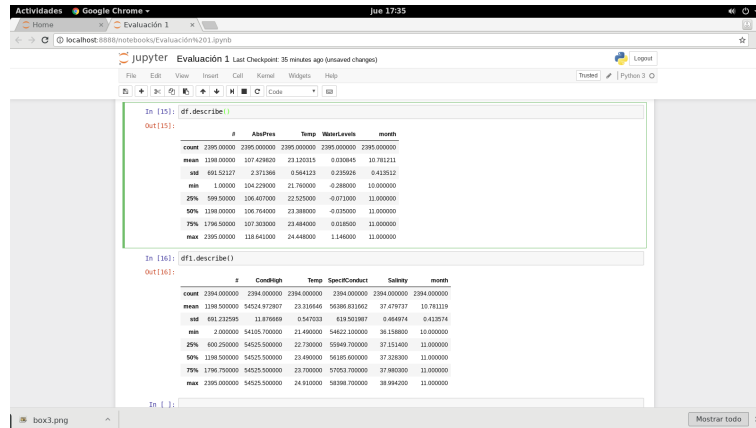 Actividades Google Chrome ▾ jue 17:35
Home × Evaluación 1 ×
localhost:8888/notebooks/Evaluación%201.ipynb
jupyter Evaluación 1 Last Checkpoint: 35 minutes ago (unsaved changes) Logout
File Edit View Insert Cell Kernel Widgets Help Trusted Python 3 O
Code
In [15]: df.describe()
Out[15]:
# AbsPres Temp WaterLevels month
count 2395.00000 2395.000000 2395.000000 2395.000000 2395.000000
mean 1198.00000 107.429820 23.120315 0.030845 10.781211
std 691.52127 2.371366 0.564123 0.235926 0.413512
min 1.00000 104.229000 21.760000 -0.288000 10.000000
25% 599.50000 106.407000 22.525000 -0.071000 11.000000
50% 1198.00000 106.764000 23.388000 -0.035000 11.000000
75% 1796.50000 107.303000 23.484000 0.018500 11.000000
max 2395.00000 118.641000 24.448000 1.146000 11.000000
In [16]: df1.describe()
Out[16]:
# CondHigh Temp SpecifConduct Salinity month
count 2394.000000 2394.000000 2394.000000 2394.000000 2394.000000 2394.000000
mean 1198.500000 54524.972807 23.316646 56386.831662 37.479737 10.781119
std 691.232595 11.876669 0.547033 619.501987 0.464974 0.413574
min 2.000000 54105.700000 21.490000 54622.100000 36.158800 10.000000
25% 600.250000 54525.500000 22.730000 55949.700000 37.151400 11.000000
50% 1198.500000 54525.500000 23.490000 56185.600000 37.328300 11.000000
75% 1796.750000 54525.500000 23.700000 57053.700000 37.980300 11.000000
max 2395.000000 54525.500000 24.910000 58398.700000 38.994200 11.000000
In [ ]:
box3.png Mostrar todo